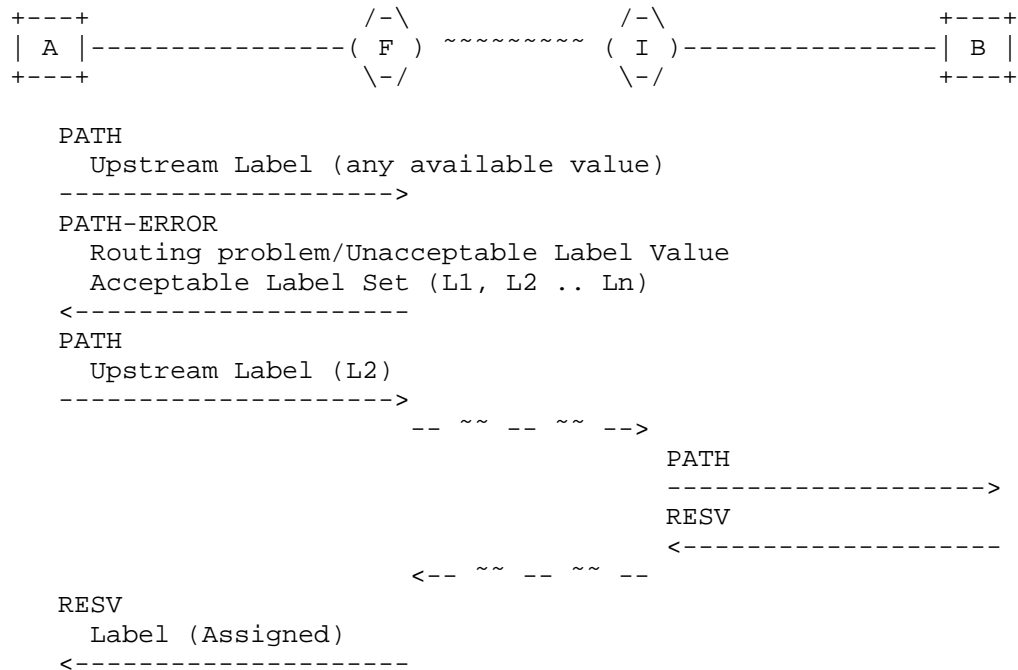 +---+                /-\             /-\                +---+
| A |----------------( F ) ~~~~~~~~~ ( I )----------------| B |
+---+                \-/             \-/                +---+
PATH
Upstream Label (any available value)
--------------------->
PATH-ERROR
Routing problem/Unacceptable Label Value
Acceptable Label Set (L1, L2 .. Ln)
<---------------------
PATH
Upstream Label (L2)
--------------------->
-- ~~ -- ~~ -->
PATH
-------------------->
RESV
<--------------------
<-- ~~ -- ~~ --
RESV
Label (Assigned)
<---------------------